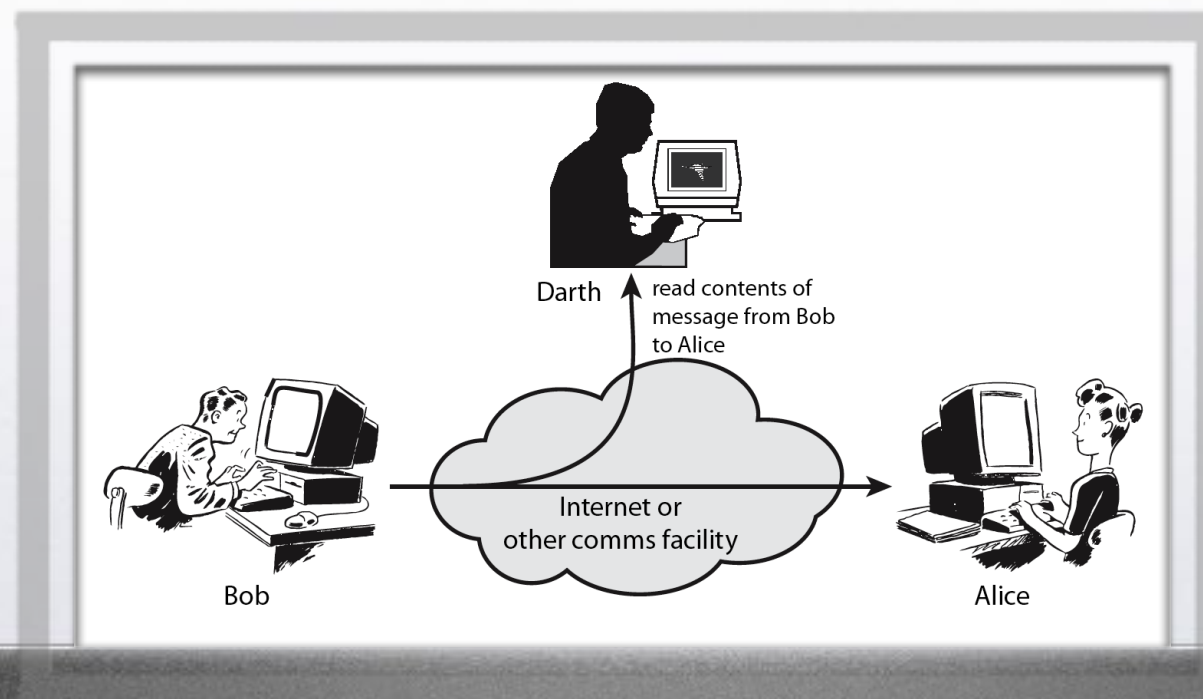 Darth
read contents of
message from Bob
to Alice
Internet or
other comms facility
Bob
Alice